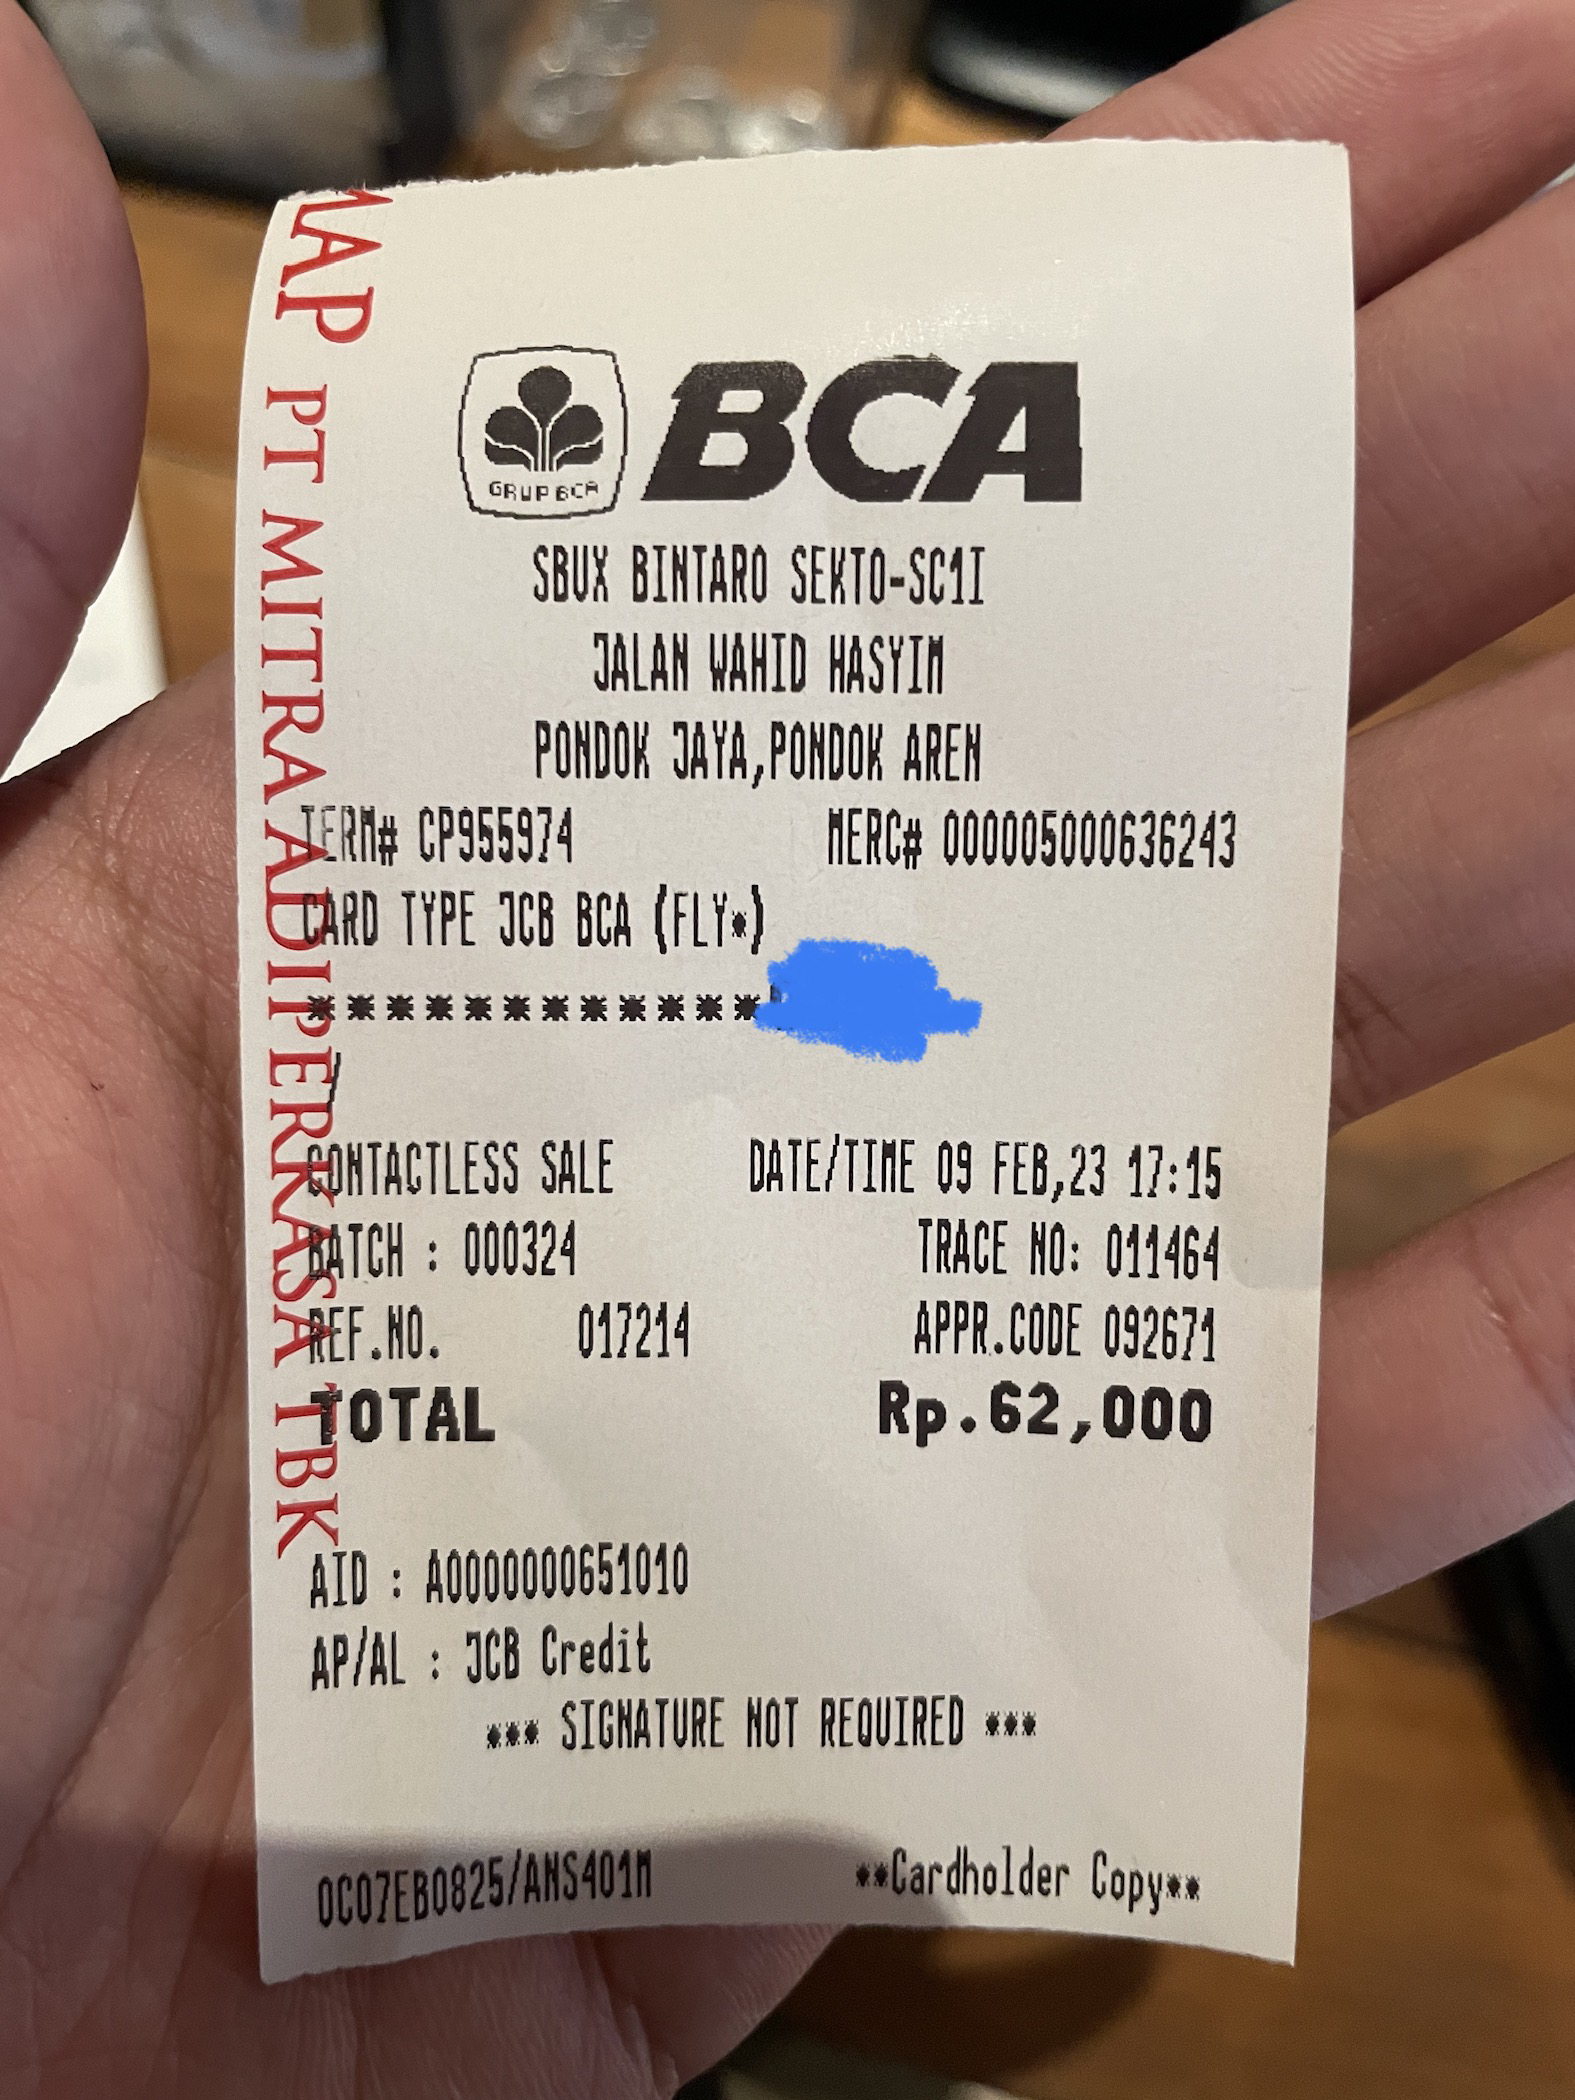 MAP PT MITRA ADIPERKASA TBK
GRUP BCA
BCA
SBUX BINTARO SEKTO-SC1I
JALAN WAHID HASYIM
PONDOK JAYA,PONDOK AREN
TERM# CP955974 MERC# 000005000636243
CARD TYPE JCB BCA (FLY*)
************
/
CONTACTLESS SALE DATE/TIME 09 FEB,23 17:15
BATCH : 000324 TRACE NO: 011464
REF.NO. 017214 APPR.CODE 092671
TOTAL Rp.62,000
AID : A0000000651010
AP/AL : JCB Credit
*** SIGNATURE NOT REQUIRED ***
0C07EB0825/ANS401M **Cardholder Copy**